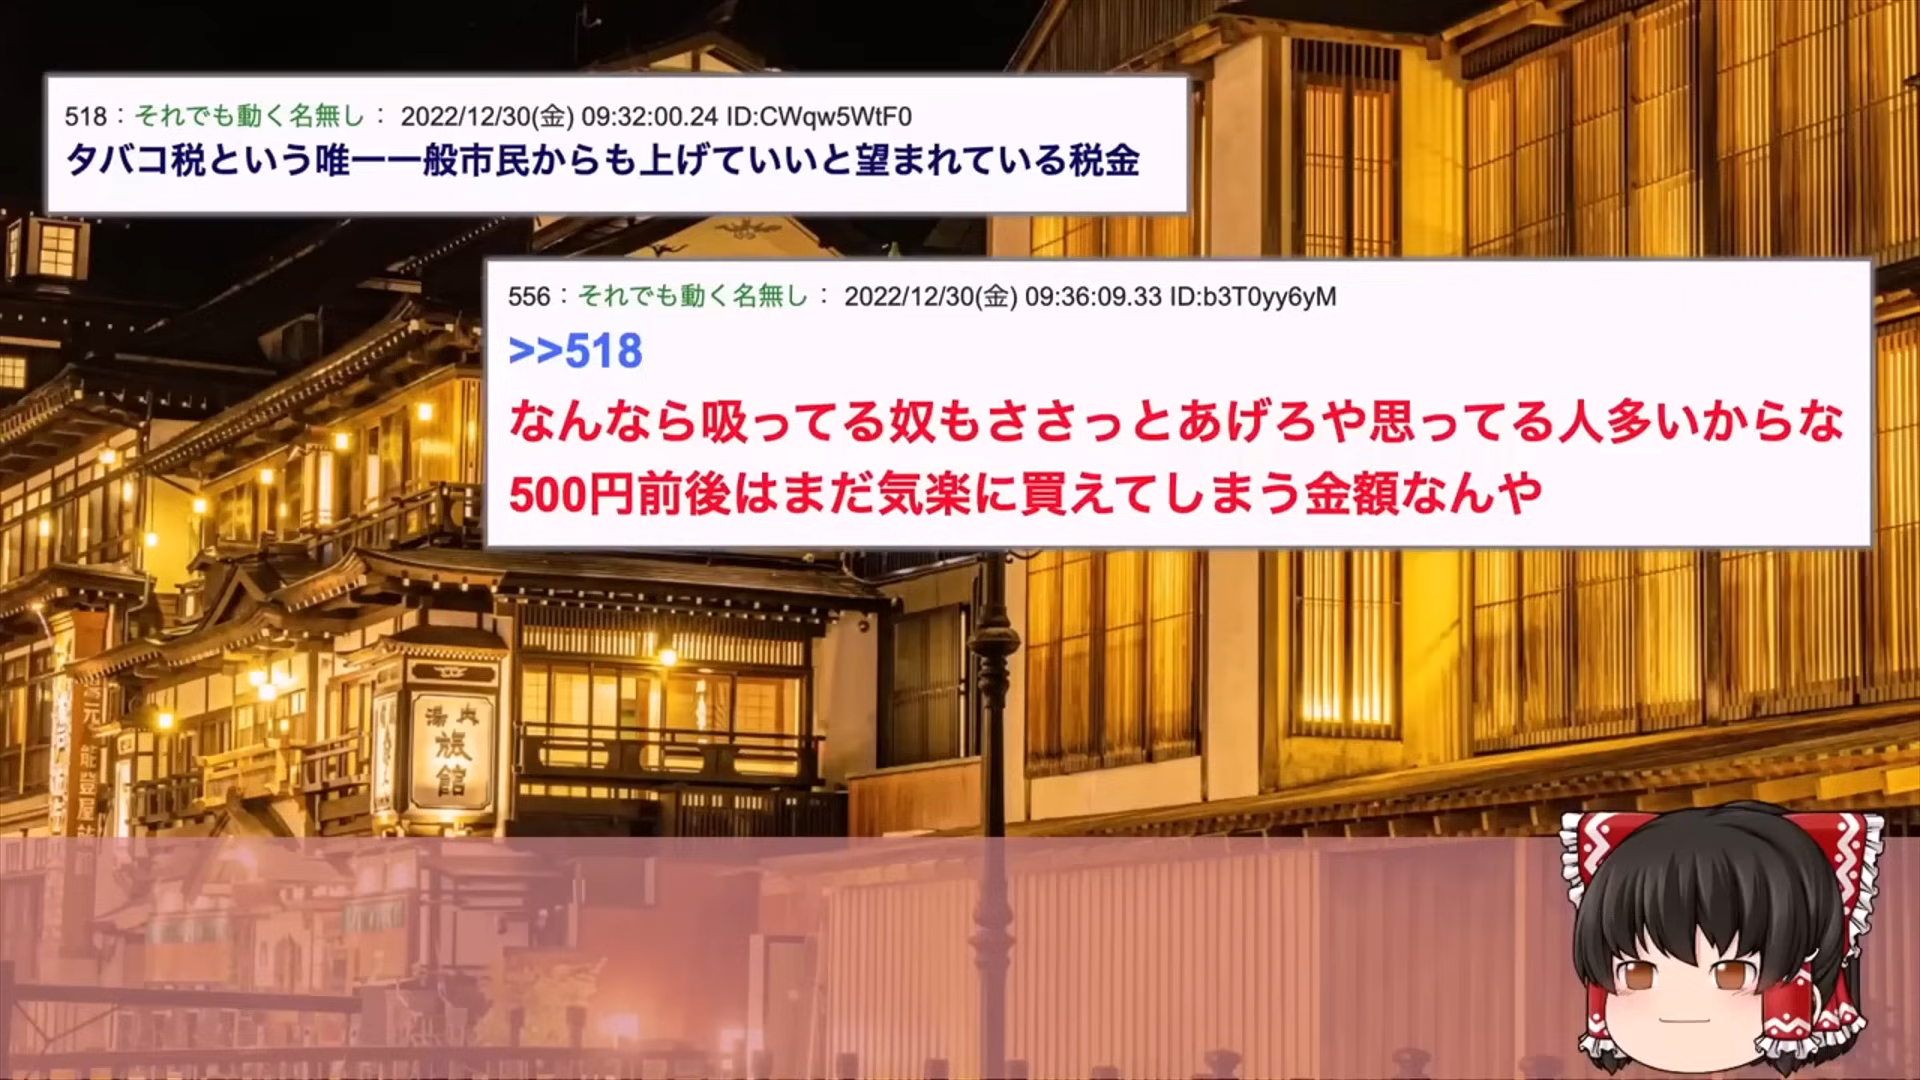 518：それでも動く名無し： 2022/12/30(金) 09:32:00.24 ID:CWqw5WtF0
タバコ税という唯一一般市民からも上げていいと望まれている税金
556：それでも動く名無し： 2022/12/30(金) 09:36:09.33 ID:b3T0yy6yM
>>518
なんなら吸ってる奴もささっとあげろや思ってる人多いからな
500円前後はまだ気楽に買えてしまう金額なんや
内湯
旅館